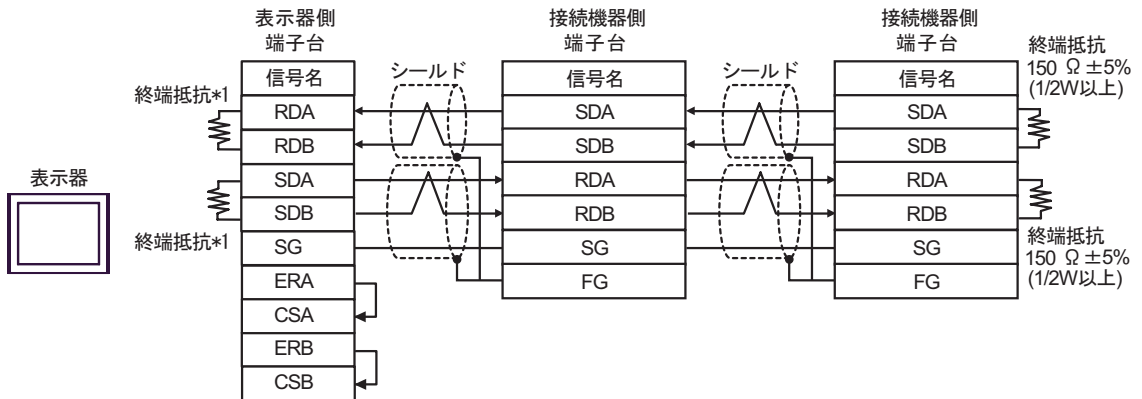 表示器側
端子台
接続機器側
端子台
接続機器側
端子台
終端抵抗
150 Ω ±5%
(1/2W以上)
信号名
シールド
信号名
シールド
信号名
終端抵抗*1
RDA
SDA
SDA
RDB
SDB
SDB
表示器
SDA
RDA
RDA
SDB
RDB
RDB
終端抵抗*1
SG
SG
SG
終端抵抗
150 Ω ±5%
(1/2W以上)
ERA
FG
FG
CSA
ERB
CSB